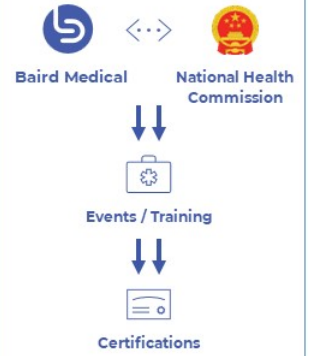 Baird Medical
National Health
Commission
Events / Training
Certifications